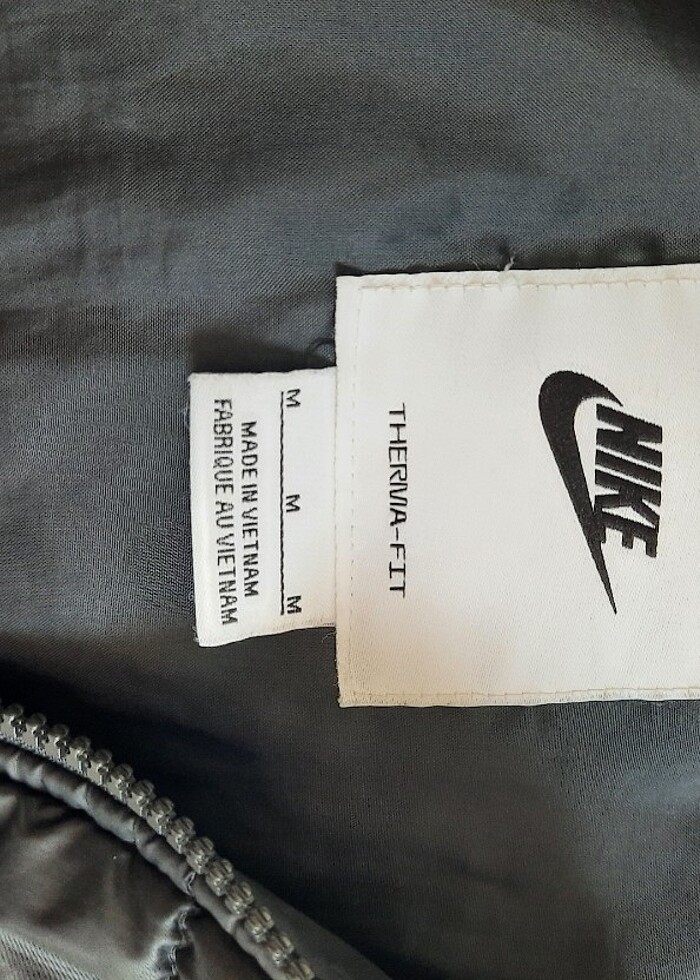 NIKE
THERMA-FIT
M M M
MADE IN VIETNAM
FABRIQUE AU VIETNAM